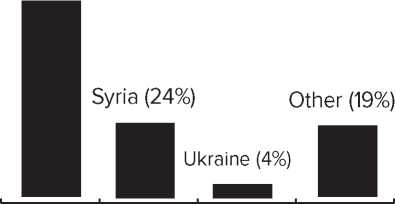 Syria (24%)
Other (19%)
Ukraine (4%)